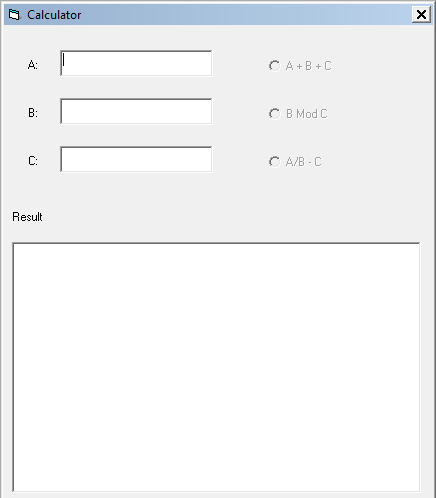 Calculator
A:
A + B + C
B:
B Mod C
C:
A/B - C
Result